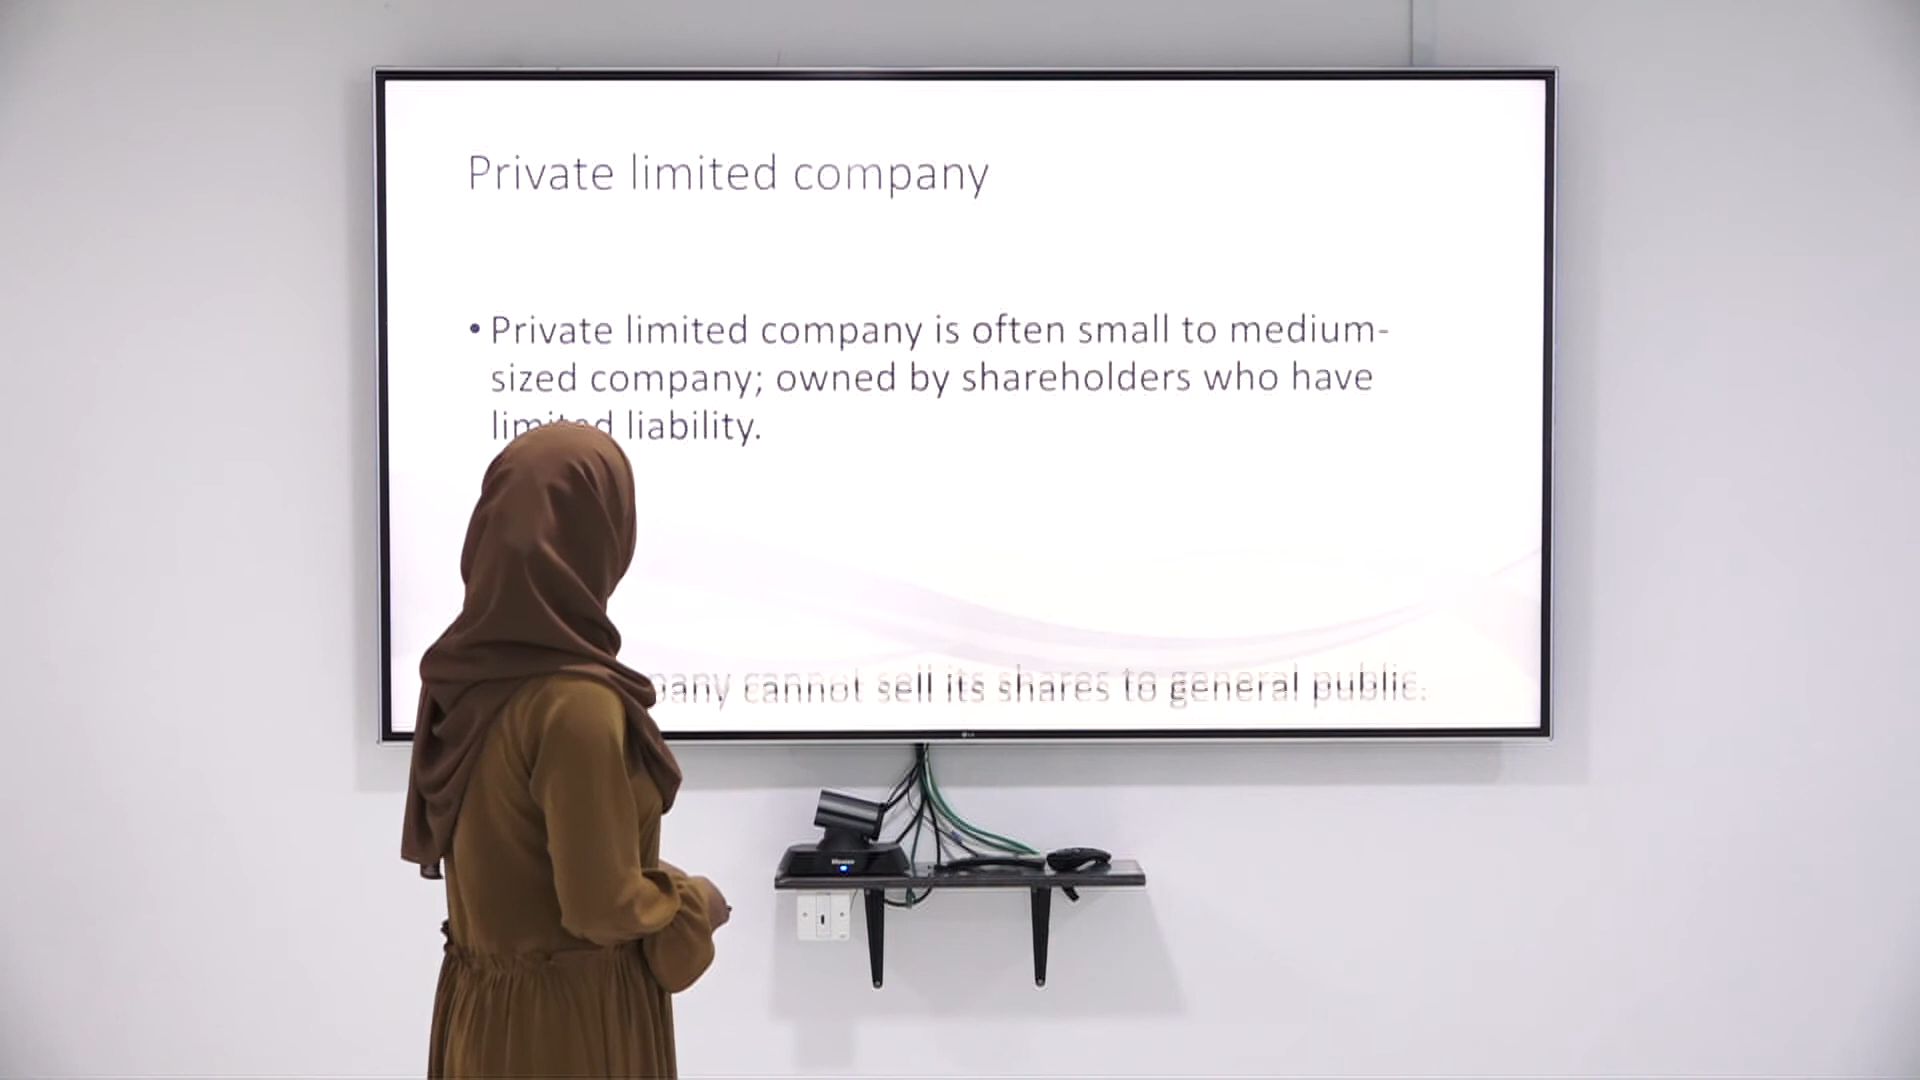 Private limited company
• Private limited company is often small to medium-
sized company; owned by shareholders who have
limited liability.
cannot sell its shares to general public.
LG